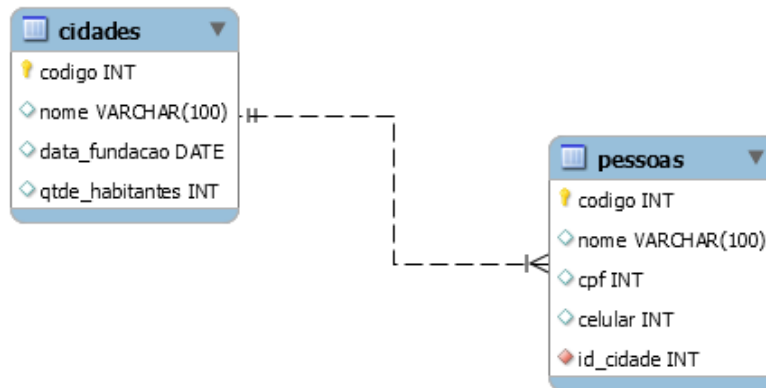 cidades
codigo INT
nome VARCHAR(100)
data_fundacao DATE
qtde_habitantes INT
pessoas
codigo INT
nome VARCHAR(100)
cpf INT
celular INT
id_cidade INT